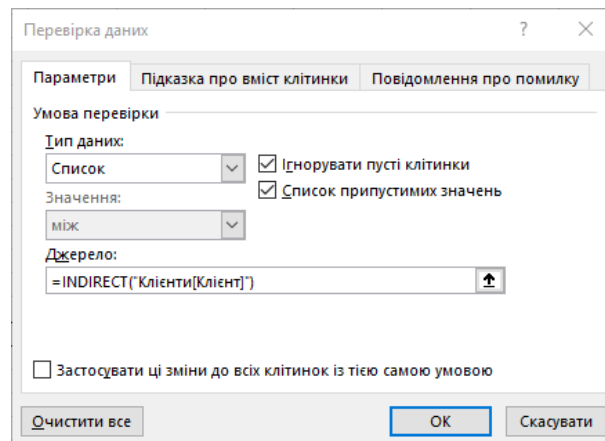 Перевірка даних
Параметри Підказка про вміст клітинки Повідомлення про помилку
Умова перевірки
Тип даних:
Список Ігнорувати пусті клітинки
Список припустимих значень
Значення:
між
Джерело:
=INDIRECT("Клієнти[Клієнт]")
Застосувати ці зміни до всіх клітинок із тією самою умовою
Очистити все ОК Скасувати